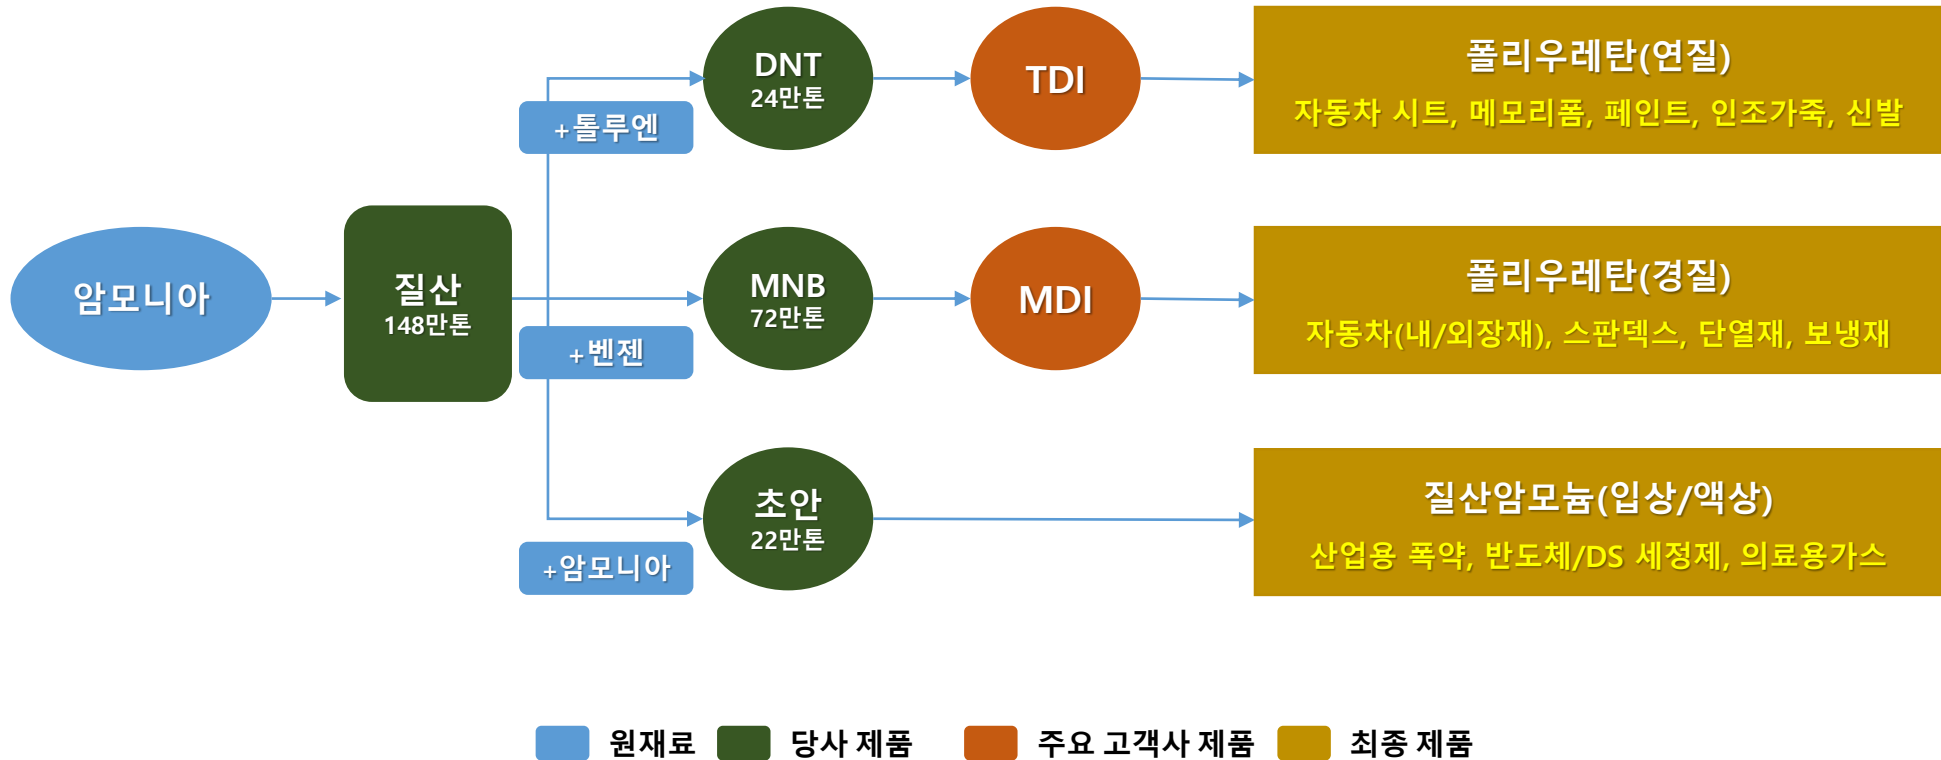 DNT
24만톤
TDI
폴리우레탄(연질)
자동차 시트, 메모리폼, 페인트, 인조가죽, 신발
+톨루엔
암모니아
질산
148만톤
MNB
72만톤
MDI
폴리우레탄(경질)
자동차(내/외장재), 스판덱스, 단열재, 보냉재
+벤젠
초안
22만톤
질산암모늄(입상/액상)
산업용 폭약, 반도체/DS 세정제, 의료용가스
+암모니아
원재료
당사 제품
주요 고객사 제품
최종 제품